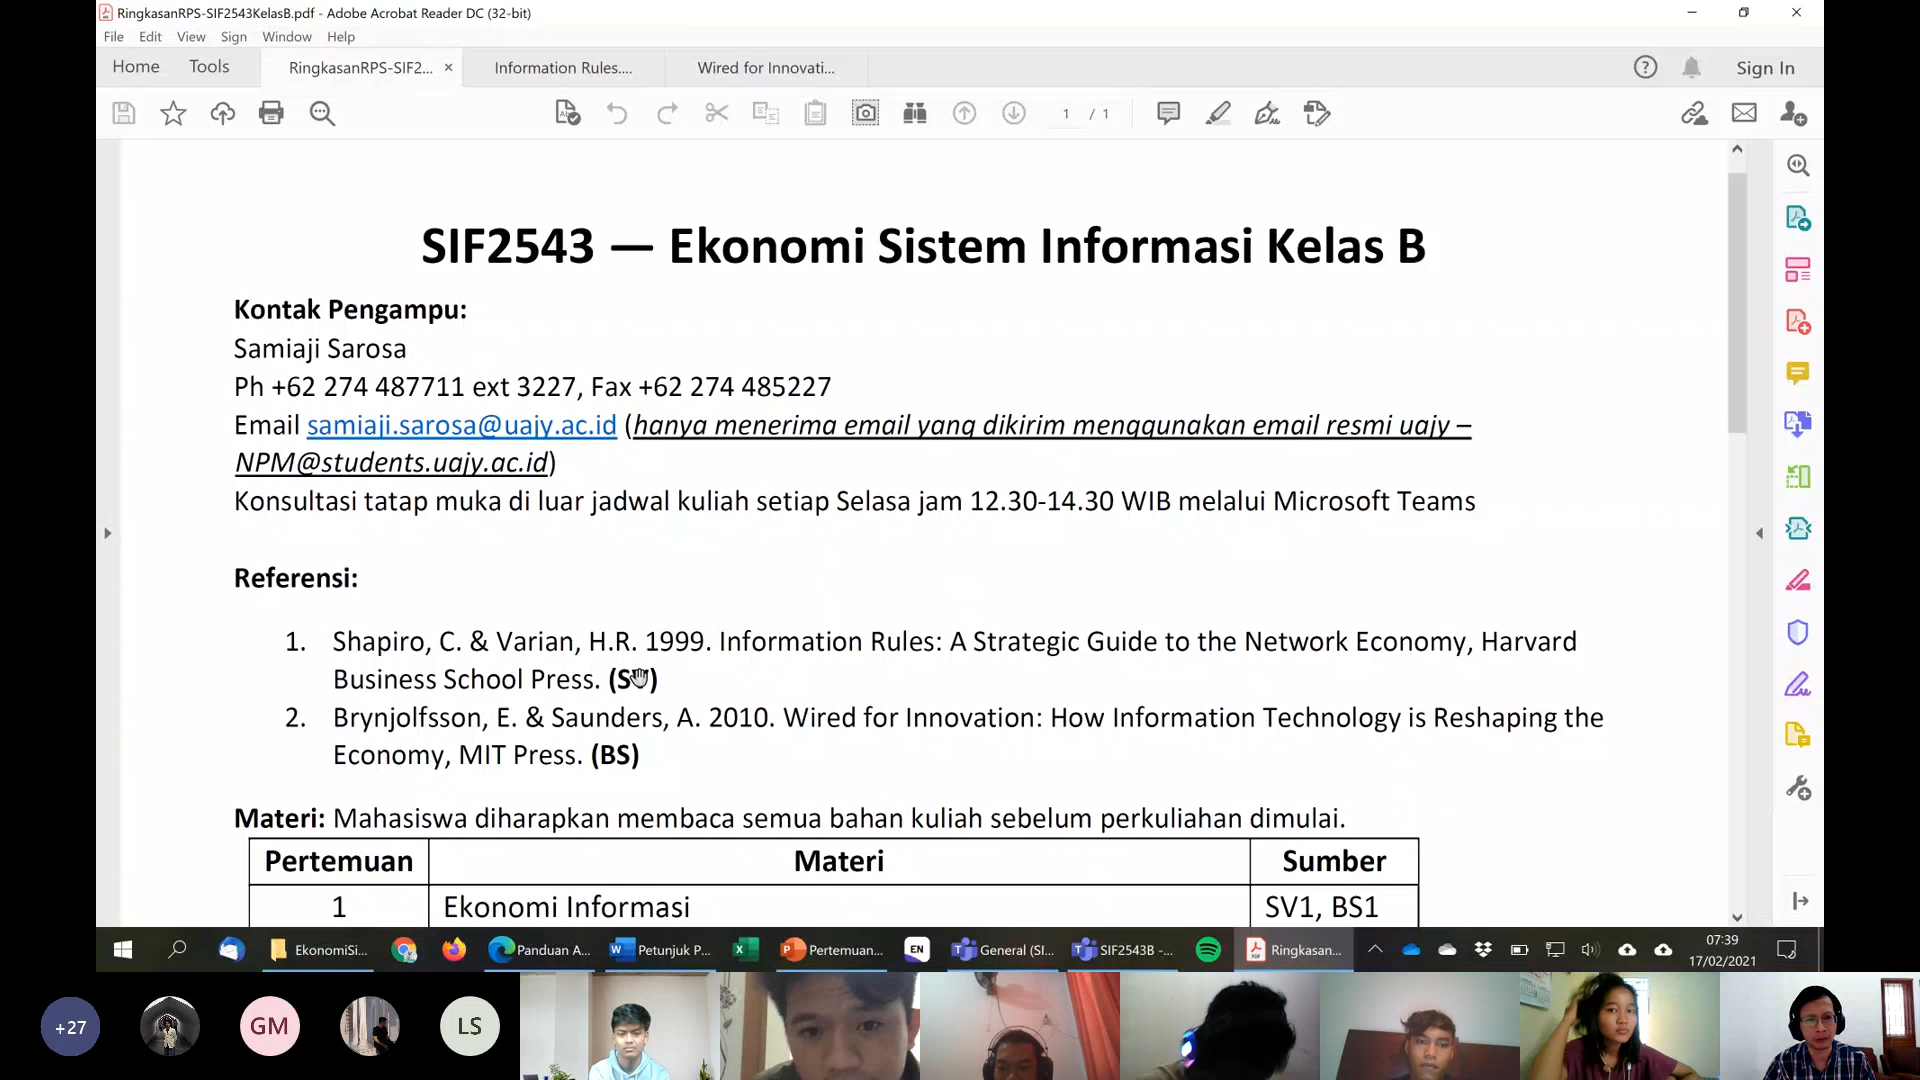 RingkasanRPS-SIF2543KelasB.pdf - Adobe Acrobat Reader DC (32-bit)
File Edit View Sign Window Help
Home Tools RingkasanRPS-SIF2... × Information Rules.... Wired for Innovati... Sign In
1 / 1
SIF2543 — Ekonomi Sistem Informasi Kelas B
Kontak Pengampu:
Samiaji Sarosa
Ph +62 274 487711 ext 3227, Fax +62 274 485227
Email samiaji.sarosa@uajy.ac.id (hanya menerima email yang dikirim menggunakan email resmi uajy –
NPM@students.uajy.ac.id)
Konsultasi tatap muka di luar jadwal kuliah setiap Selasa jam 12.30-14.30 WIB melalui Microsoft Teams
Referensi:
1. Shapiro, C. & Varian, H.R. 1999. Information Rules: A Strategic Guide to the Network Economy, Harvard
Business School Press.
2. Brynjolfsson, E. & Saunders, A. 2010. Wired for Innovation: How Information Technology is Reshaping the
Economy, MIT Press. (BS)
Materi: Mahasiswa diharapkan membaca semua bahan kuliah sebelum perkuliahan dimulai.
Pertemuan Materi Sumber
1 Ekonomi Informasi SV1, BS1
EkonomiSi... Panduan A... Petunjuk P... Pertemuan... EN General (SI... SIF2543B -... Ringkasan... 07:39
17/02/2021
+27 GM LS